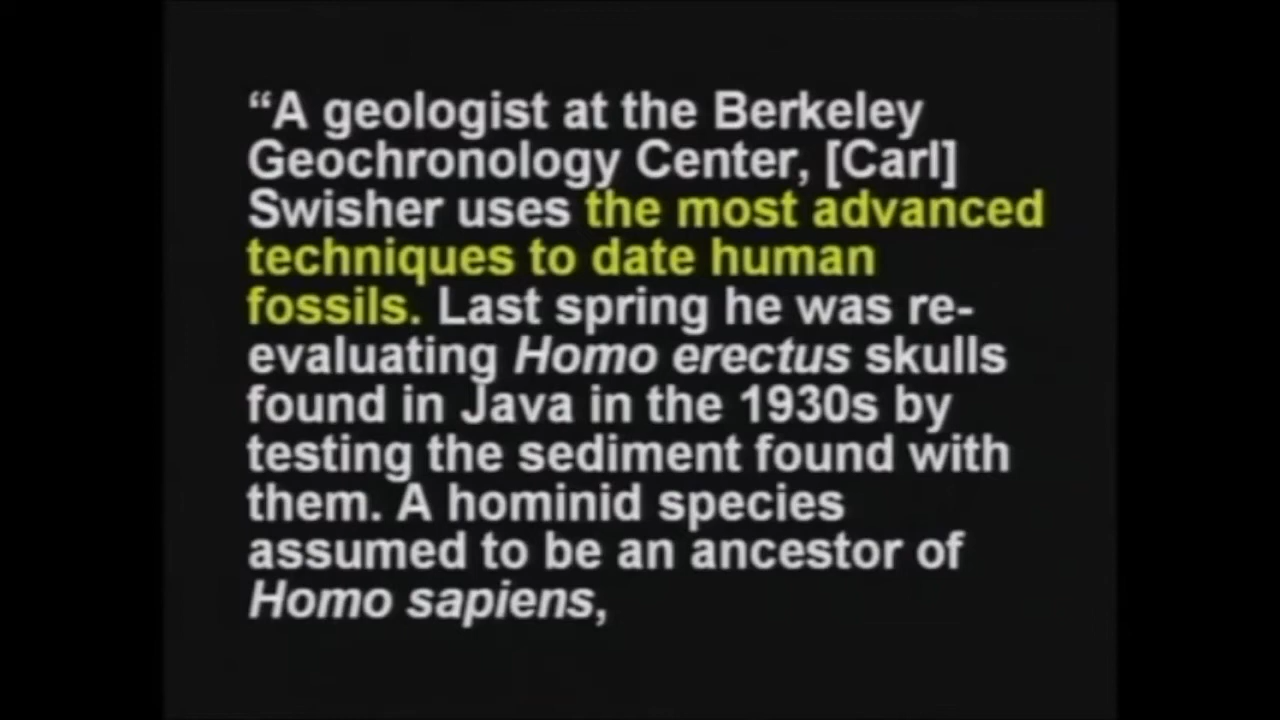 “A geologist at the Berkeley
Geochronology Center, [Carl]
Swisher uses the most advanced
techniques to date human
fossils. Last spring he was re-
evaluating Homo erectus skulls
found in Java in the 1930s by
testing the sediment found with
them. A hominid species
assumed to be an ancestor of
Homo sapiens,